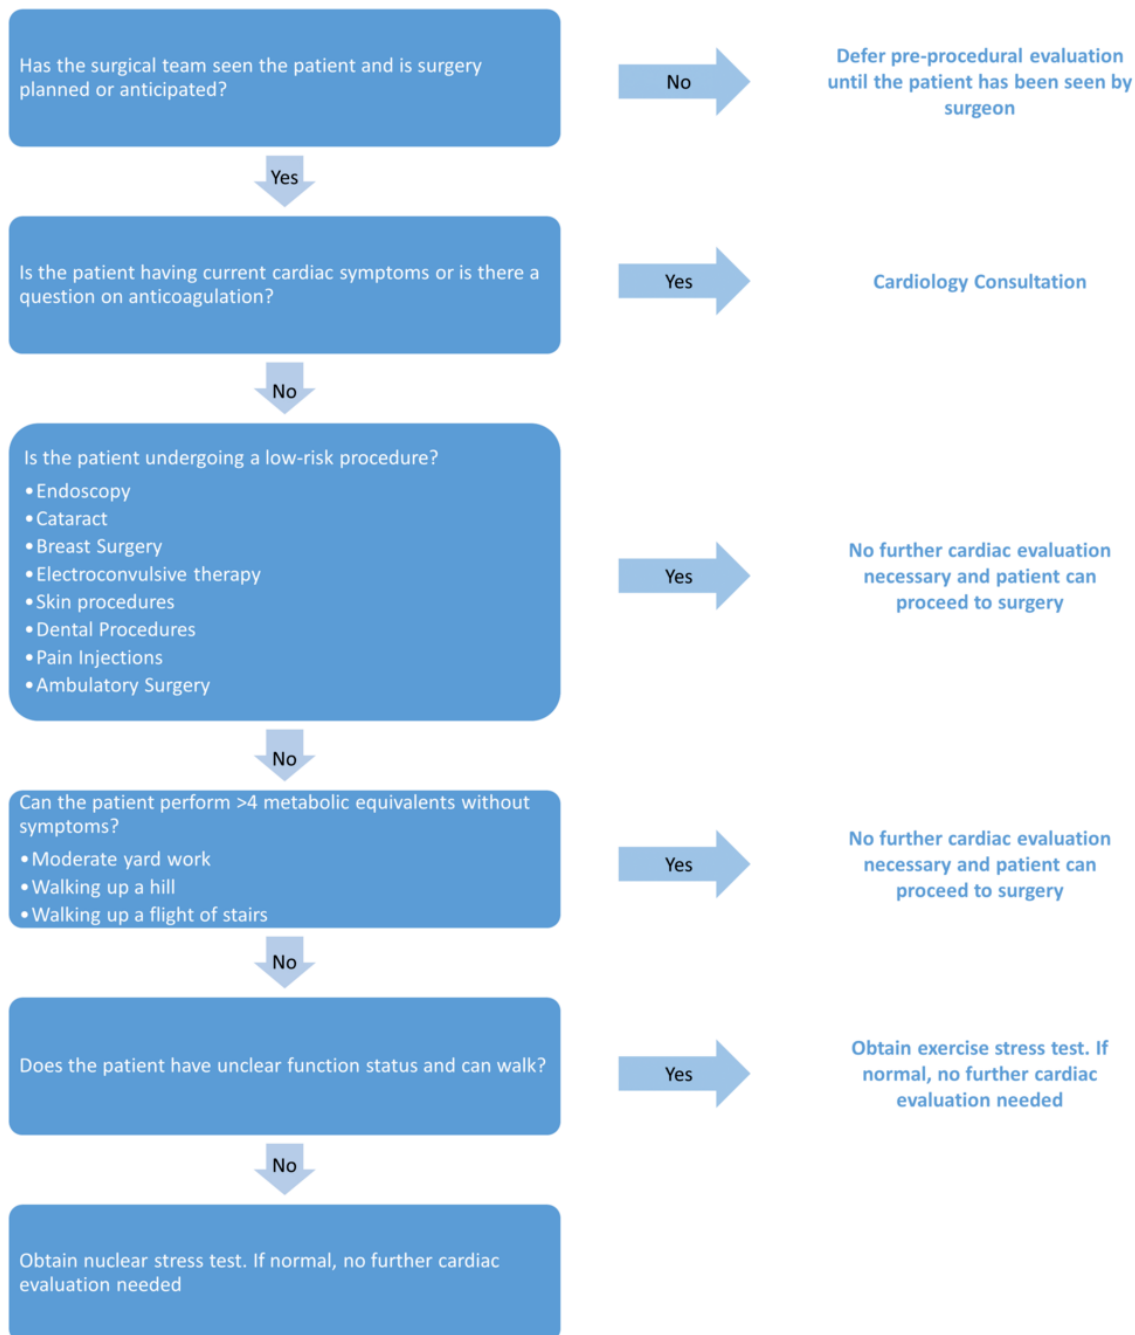 Has the surgical team seen the patient and is surgery
planned or anticipated?
No
Defer pre-procedural evaluation
until the patient has been seen by
surgeon
Yes
Is the patient having current cardiac symptoms or is there a
question on anticoagulation?
Yes
Cardiology Consultation
No
Is the patient undergoing a low-risk procedure?
•Endoscopy
•Cataract
•Breast Surgery
•Electroconvulsive therapy
•Skin procedures
•Dental Procedures
•Pain Injections
•Ambulatory Surgery
Yes
No further cardiac evaluation
necessary and patient can
proceed to surgery
No
Can the patient perform >4 metabolic equivalents without
symptoms?
•Moderate yard work
•Walking up a hill
•Walking up a flight of stairs
Yes
No further cardiac evaluation
necessary and patient can
proceed to surgery
No
Does the patient have unclear function status and can walk?
Yes
Obtain exercise stress test. If
normal, no further cardiac
evaluation needed
No
Obtain nuclear stress test. If normal, no further cardiac
evaluation needed